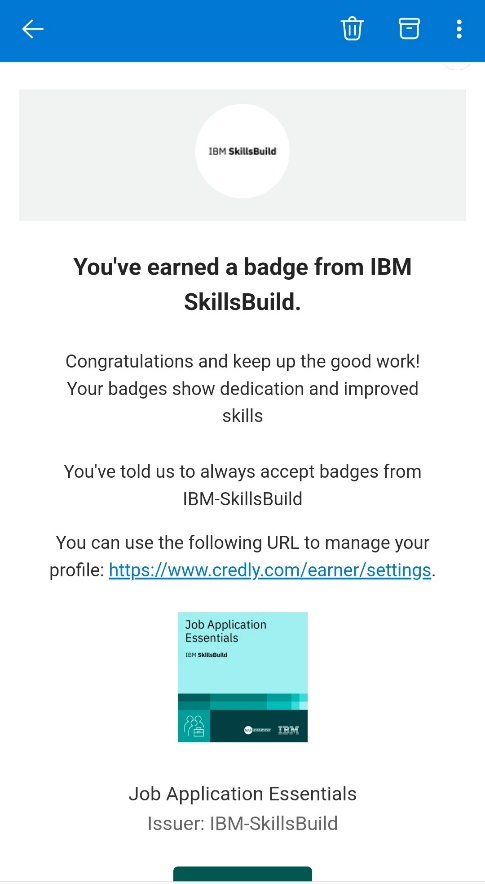 IBM SkillsBuild
You've earned a badge from IBM
SkillsBuild.
Congratulations and keep up the good work!
Your badges show dedication and improved
skills
You've told us to always accept badges from
IBM-SkillsBuild
You can use the following URL to manage your
profile: https://www.credly.com/earner/settings.
Job Application
Essentials
IBM SkillsBuild
IBM
Job Application Essentials
Issuer: IBM-SkillsBuild